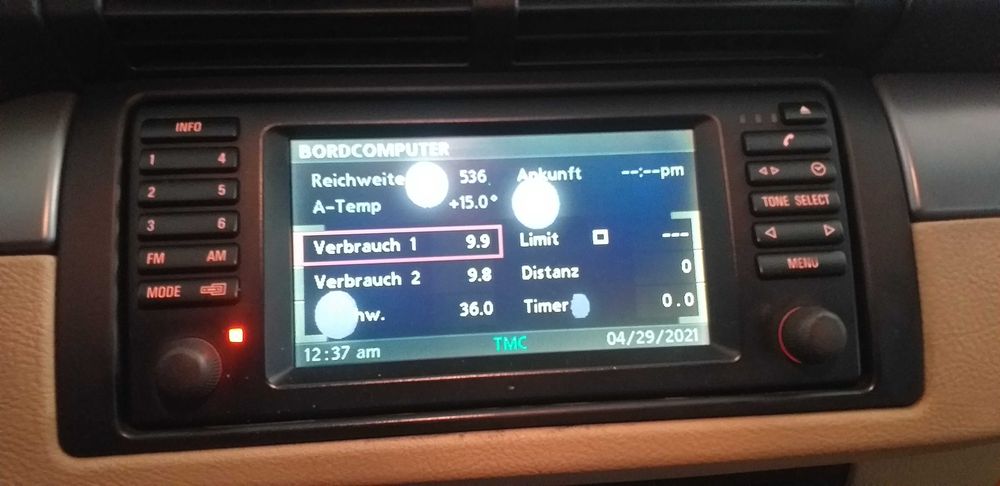 INFO
1 4
2 5
3 6
FM AM
MODE
BORDCOMPUTER
Reichweite 536
A-Temp +15.0°
Verbrauch 1 9.9
Verbrauch 2 9.8
hw. 36.0
Ankunft --:--pm
Limit ---
Distanz 0
Timer 0.0
12:37 am TMC 04/29/2021
TONE SELECT
MENU